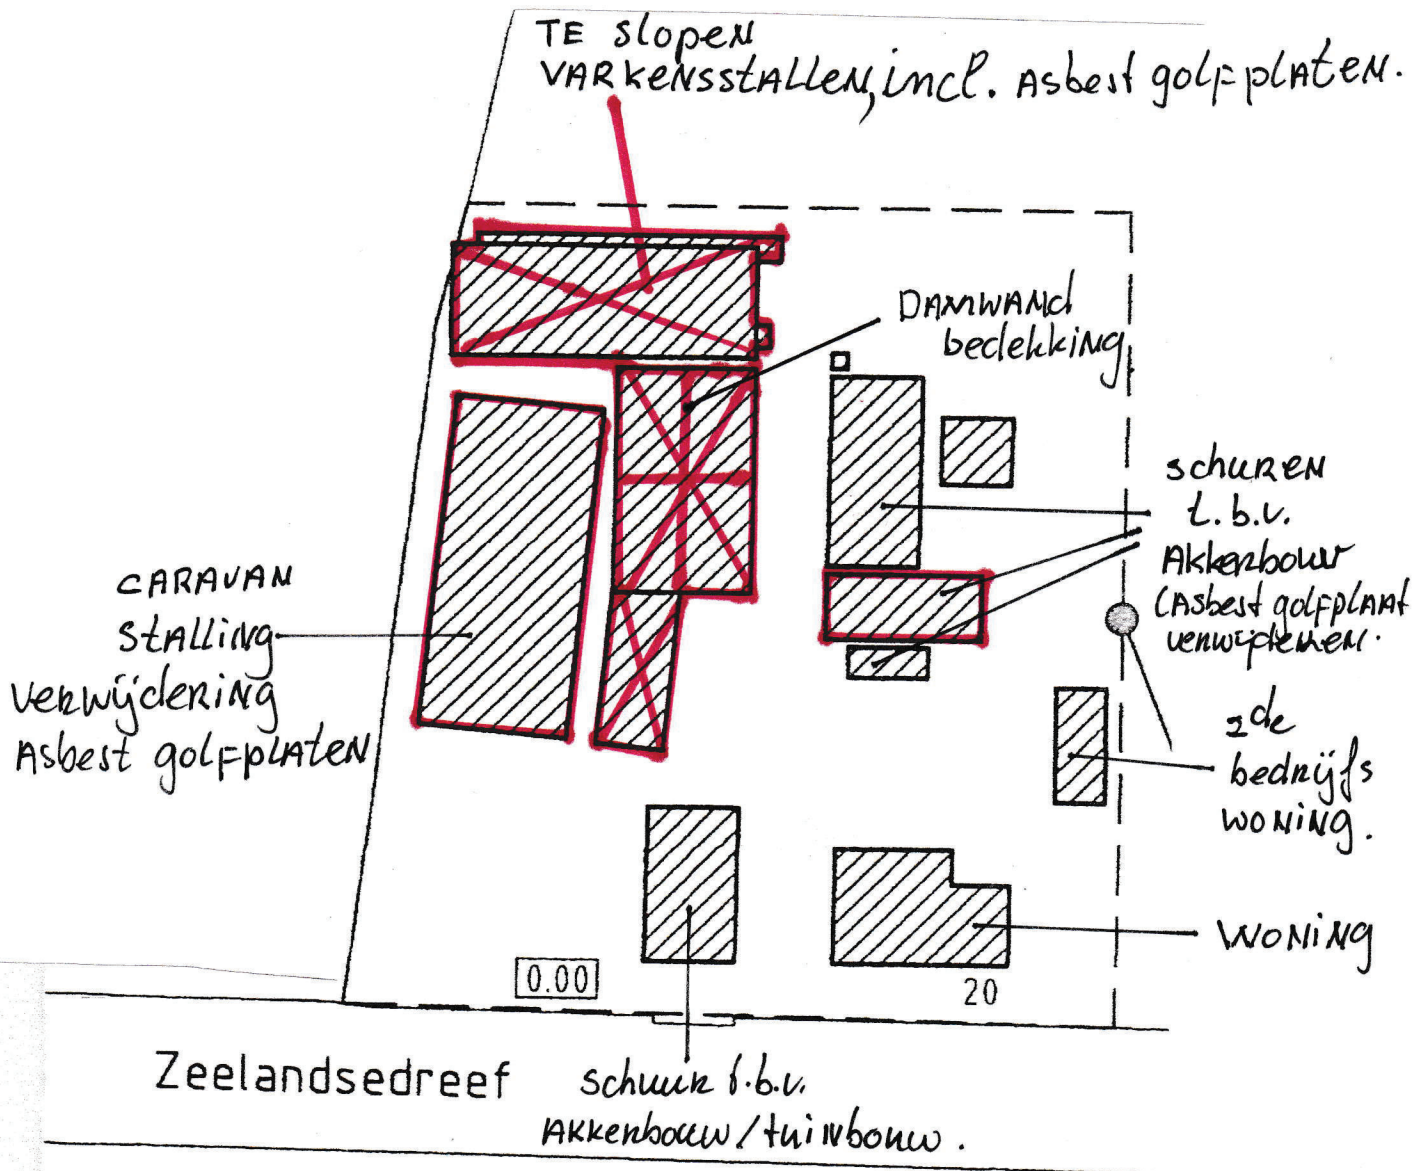 TE slopen
VARKENSSTALLEN, incl. Asbest golfplaten.
DAMWAND
bedekking
schuren
t.b.v.
Akkerbouw
(Asbest golfplaat
verwijderen.
CARAVAN
STALLING
verwijdering
Asbest golfplaten
2de
bedrijfs
woning.
WONING
0.00
20
Zeelandsedreef
schuur t.b.v.
Akkerbouw/tuinbouw.